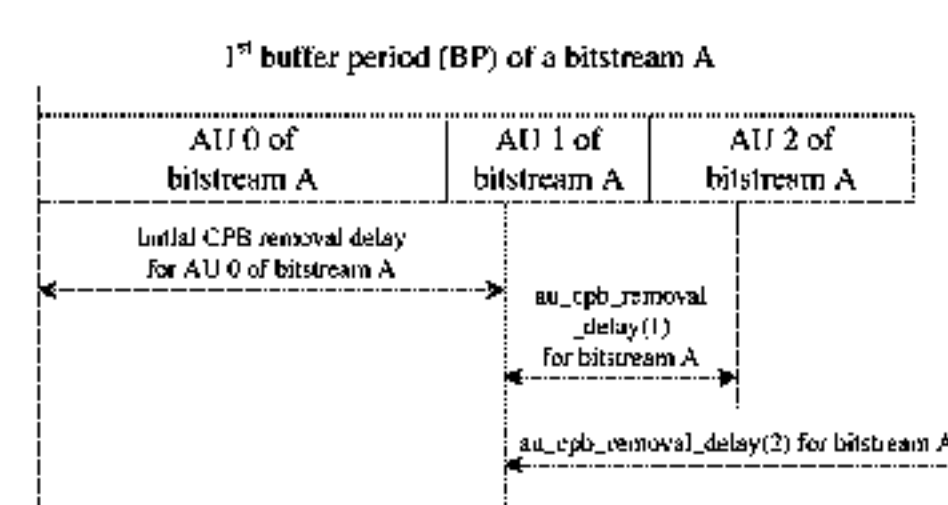 1st buffer period (BP) of a bitstream A
AU 0 of
bitstream A
AU 1 of
bitstream A
AU 2 of
bitstream A
Initial CPB removal delay
for AU 0 of bitstream A
au_cpb_removal
_delay(1)
for bitstream A
au_cpb_removal_delay(2) for bitstream A